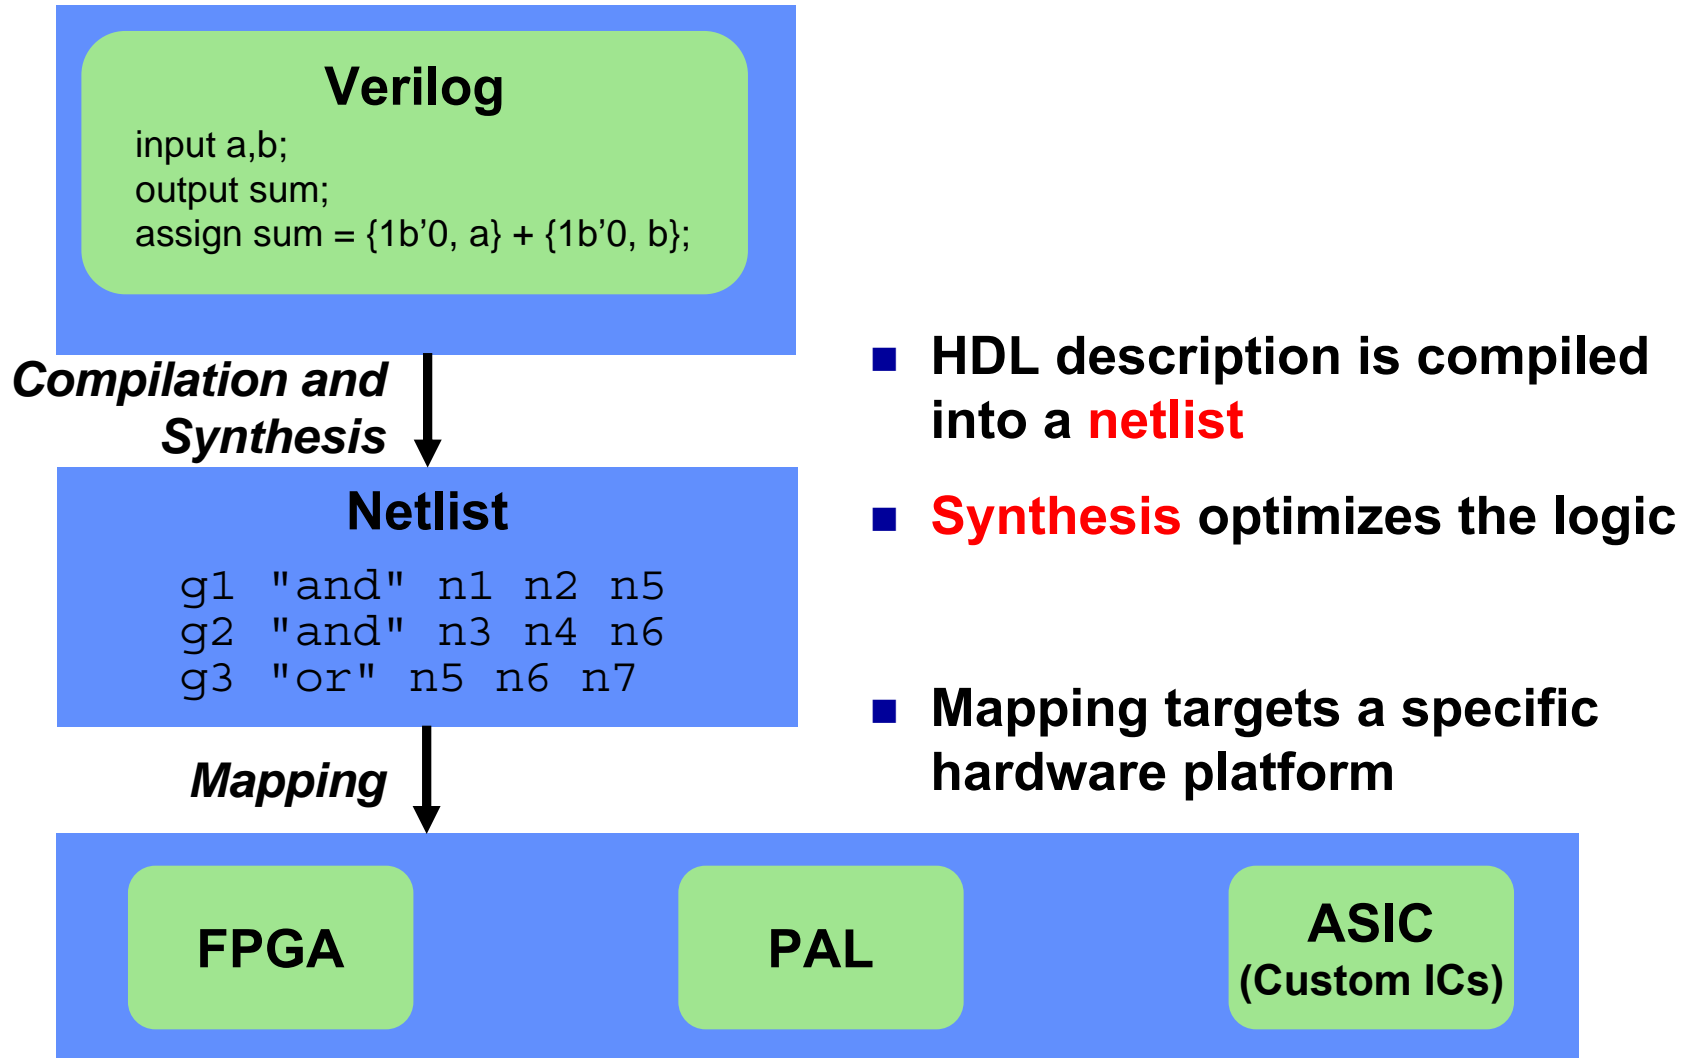 Verilog
input a,b;
output sum;
assign sum = {1b’0, a} + {1b’0, b};
Compilation and
Synthesis
Netlist
g1 "and" n1 n2 n5
g2 "and" n3 n4 n6
g3 "or" n5 n6 n7
Mapping
HDL description is compiled
into a netlist
Synthesis optimizes the logic
Mapping targets a specific
hardware platform
FPGA
PAL
ASIC
(Custom ICs)